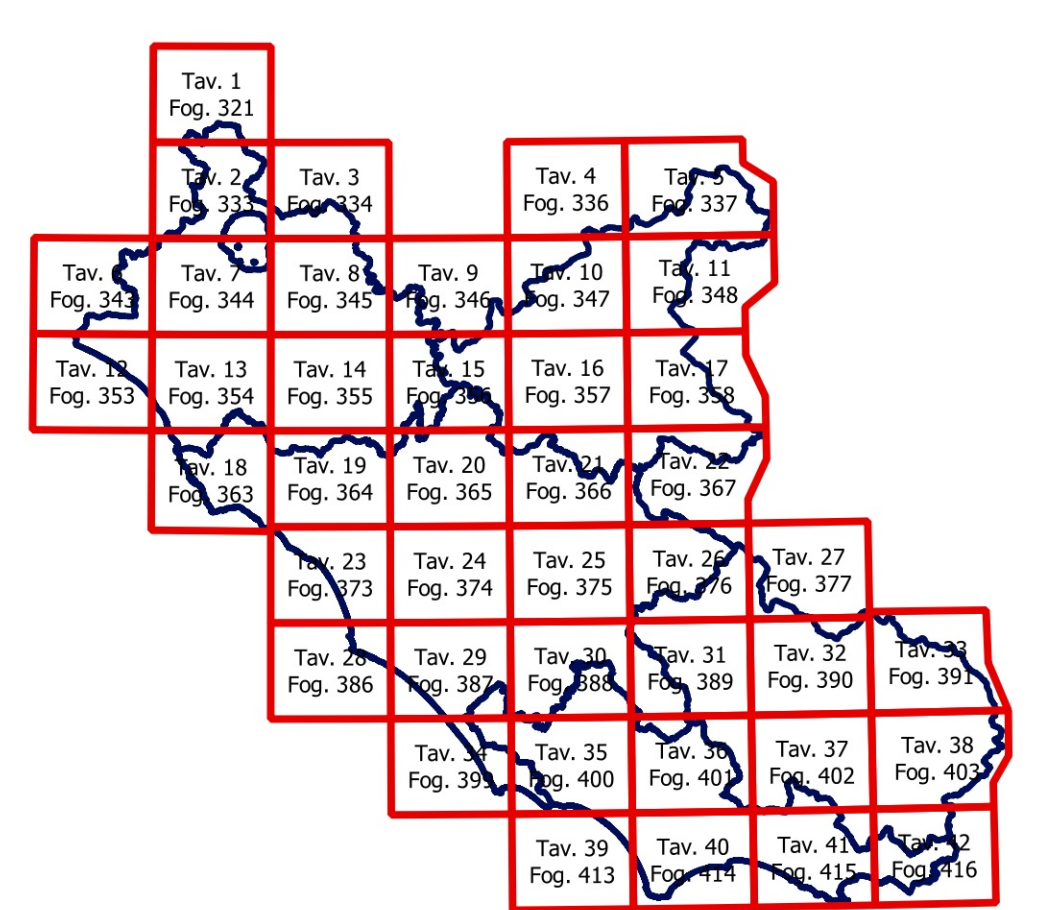 Tav. 1
Fog. 321
Tav. 2
Fog. 333
Tav. 3
Fog. 334
Tav. 4
Fog. 336
Tav. 5
Fog. 337
Tav. 6
Fog. 343
Tav. 7
Fog. 344
Tav. 8
Fog. 345
Tav. 9
Fog. 346
Tav. 10
Fog. 347
Tav. 11
Fog. 348
Tav. 12
Fog. 353
Tav. 13
Fog. 354
Tav. 14
Fog. 355
Tav. 15
Fog. 356
Tav. 16
Fog. 357
Tav. 17
Fog. 358
Tav. 18
Fog. 363
Tav. 19
Fog. 364
Tav. 20
Fog. 365
Tav. 21
Fog. 366
Tav. 22
Fog. 367
Tav. 23
Fog. 373
Tav. 24
Fog. 374
Tav. 25
Fog. 375
Tav. 26
Fog. 376
Tav. 27
Fog. 377
Tav. 28
Fog. 386
Tav. 29
Fog. 387
Tav. 30
Fog. 388
Tav. 31
Fog. 389
Tav. 32
Fog. 390
Tav. 33
Fog. 391
Tav. 34
Fog. 399
Tav. 35
Fog. 400
Tav. 36
Fog. 401
Tav. 37
Fog. 402
Tav. 38
Fog. 403
Tav. 39
Fog. 413
Tav. 40
Fog. 414
Tav. 41
Fog. 415
Tav. 42
Fog. 416